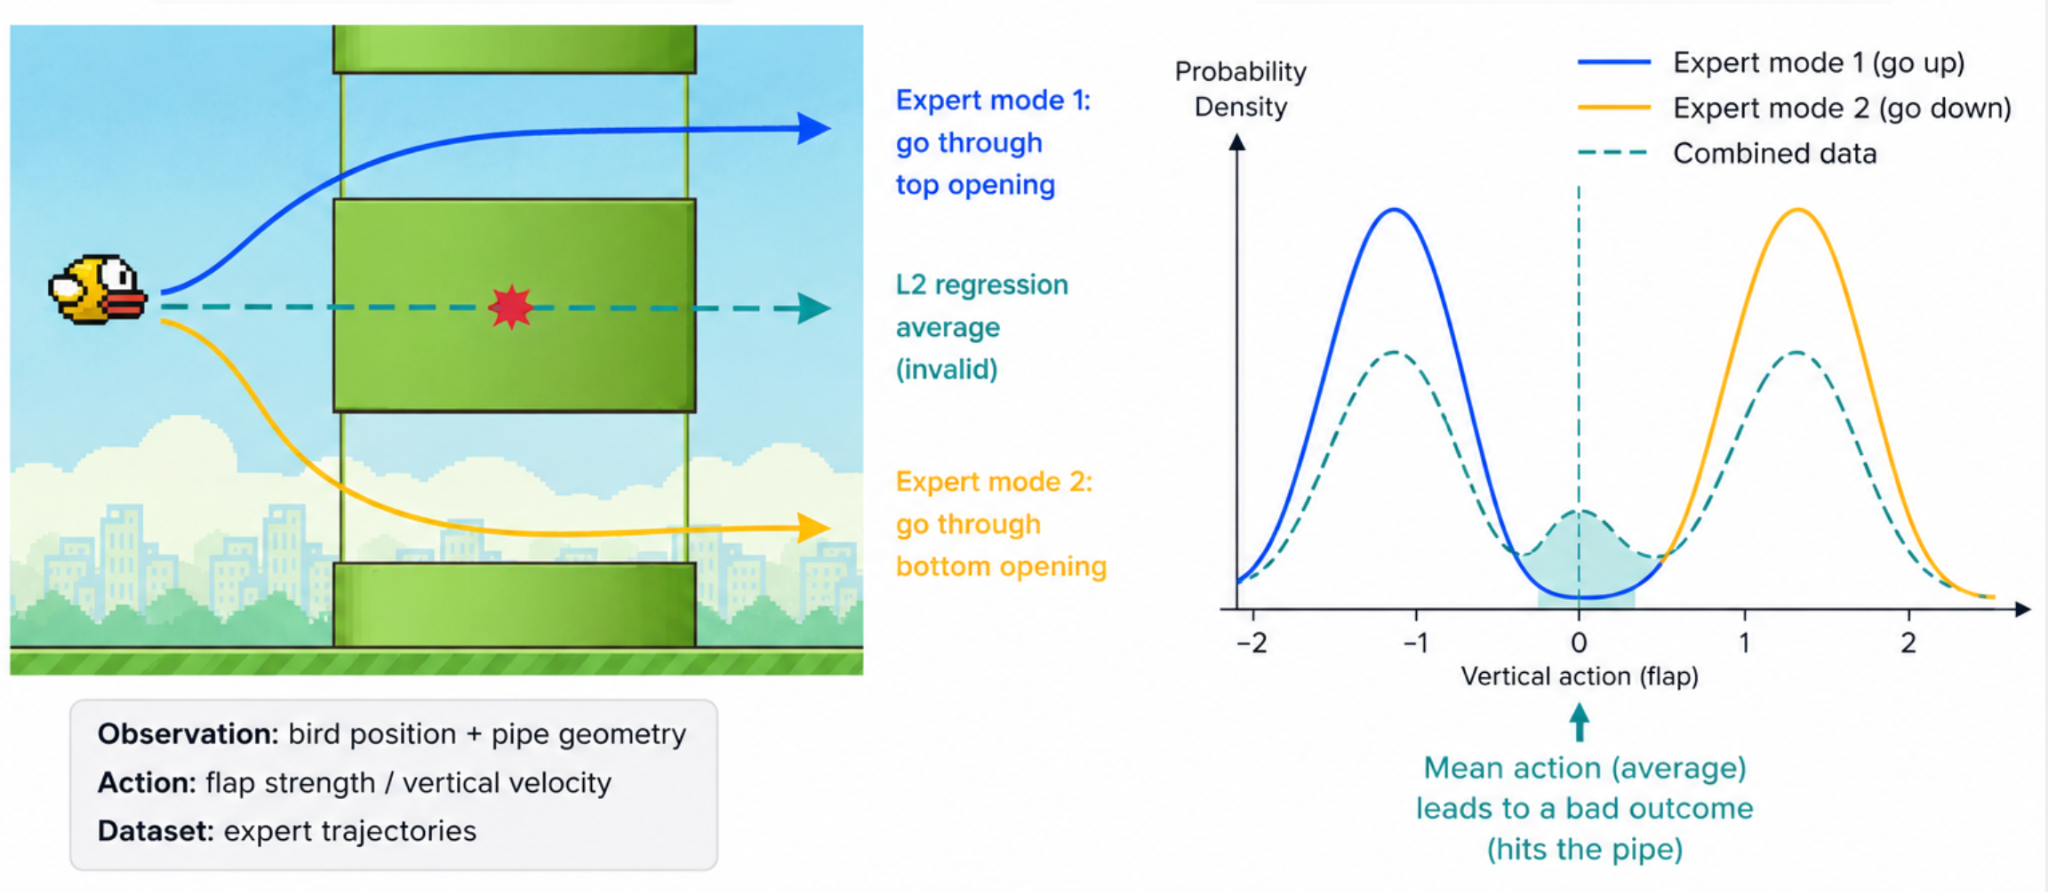 Expert mode 1:
go through
top opening
L2 regression
average
(invalid)
Expert mode 2:
go through
bottom opening
Observation: bird position + pipe geometry
Action: flap strength / vertical velocity
Dataset: expert trajectories
Probability
Density
Expert mode 1 (go up)
Expert mode 2 (go down)
Combined data
−2 −1 0 1 2
Vertical action (flap)
Mean action (average)
leads to a bad outcome
(hits the pipe)